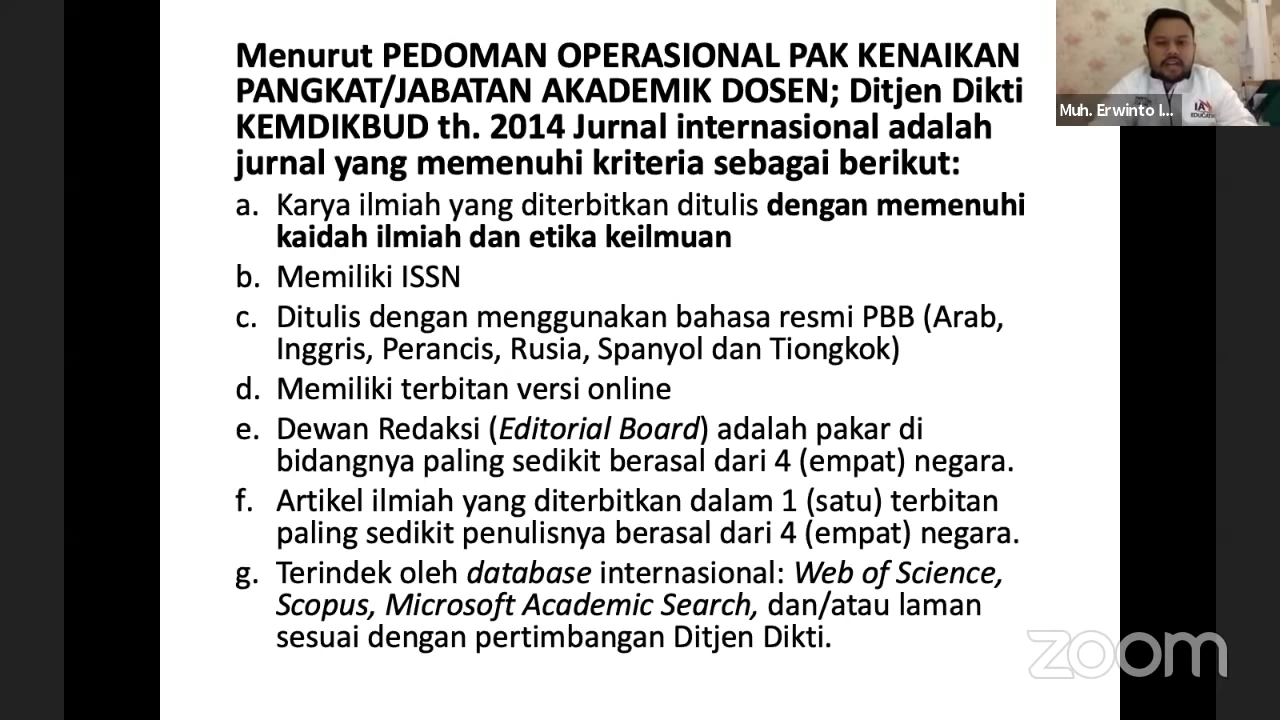 Menurut PEDOMAN OPERASIONAL PAK KENAIKAN
PANGKAT/JABATAN AKADEMIK DOSEN; Ditjen Dikti
KEMDIKBUD th. 2014 Jurnal internasional adalah
jurnal yang memenuhi kriteria sebagai berikut:
a. Karya ilmiah yang diterbitkan ditulis dengan memenuhi
kaidah ilmiah dan etika keilmuan
b. Memiliki ISSN
c. Ditulis dengan menggunakan bahasa resmi PBB (Arab,
Inggris, Perancis, Rusia, Spanyol dan Tiongkok)
d. Memiliki terbitan versi online
e. Dewan Redaksi (Editorial Board) adalah pakar di
bidangnya paling sedikit berasal dari 4 (empat) negara.
f. Artikel ilmiah yang diterbitkan dalam 1 (satu) terbitan
paling sedikit penulisnya berasal dari 4 (empat) negara.
g. Terindek oleh database internasional: Web of Science,
Scopus, Microsoft Academic Search, dan/atau laman
sesuai dengan pertimbangan Ditjen Dikti.
Muh. Erwinto I...
zoom